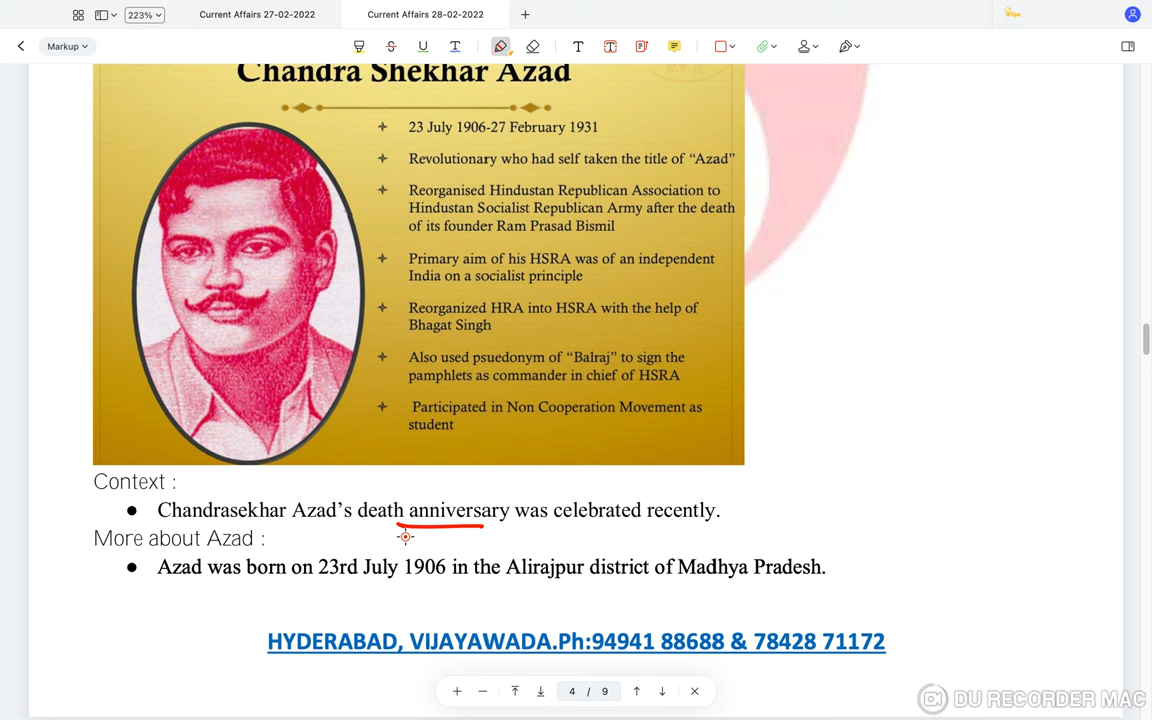 223%
Current Affairs 27-02-2022
Current Affairs 28-02-2022
Markup
Chandra Shekhar Azad
23 July 1906-27 February 1931
Revolutionary who had self taken the title of “Azad”
Reorganised Hindustan Republican Association to
Hindustan Socialist Republican Army after the death
of its founder Ram Prasad Bismil
Primary aim of his HSRA was of an independent
India on a socialist principle
Reorganized HRA into HSRA with the help of
Bhagat Singh
Also used psuedonym of “Balraj” to sign the
pamphlets as commander in chief of HSRA
Participated in Non Cooperation Movement as
student
Context :
● Chandrasekhar Azad’s death anniversary was celebrated recently.
More about Azad :
● Azad was born on 23rd July 1906 in the Alirajpur district of Madhya Pradesh.
HYDERABAD, VIJAYAWADA.Ph:94941 88688 & 78428 71172
4 / 9
DU RECORDER MAC